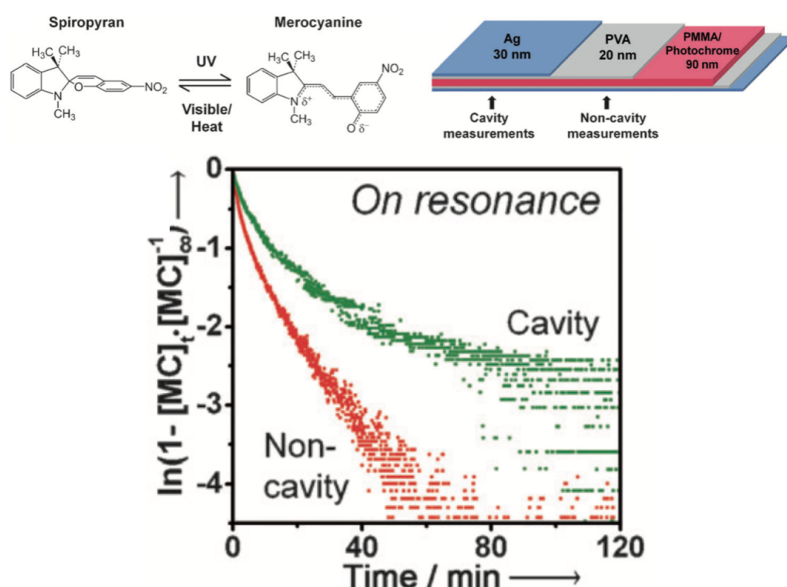 Spiropyran
Merocyanine
H₃C CH₃
N
CH₃
O
NO₂
UV
Visible/
Heat
H₃C CH₃
N δ+
CH₃
O δ−
NO₂
Ag
30 nm
PVA
20 nm
PMMA/
Photochrome
90 nm
Cavity
measurements
Non-cavity
measurements
On resonance
Cavity
Non-
cavity
0
-1
-2
-3
-4
ln(1- [MC]t·[MC]∞⁻¹)
0 40 80 120
Time / min